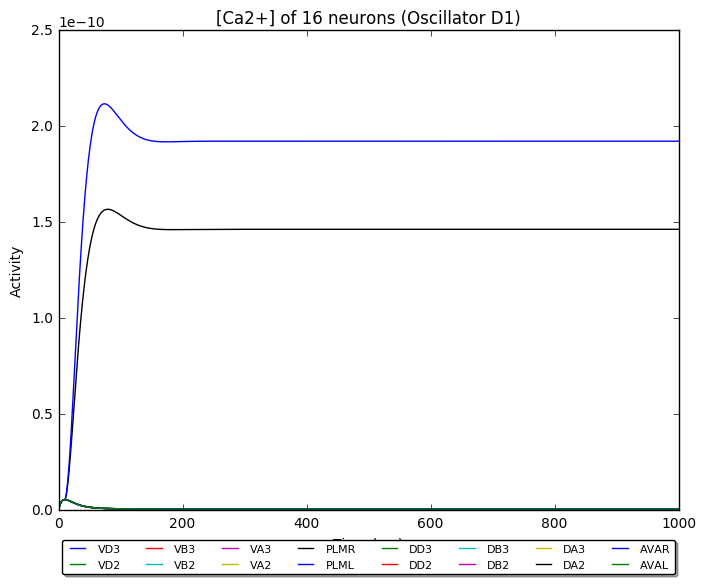 [Ca2+] of 16 neurons (Oscillator D1)
1e−10
2.5
2.0
1.5
1.0
0.5
0.0
Activity
0 200 400 600 800 1000
VD3 VB3 VA3 PLMR DD3 DB3 DA3 AVAR
VD2 VB2 VA2 PLML DD2 DB2 DA2 AVAL